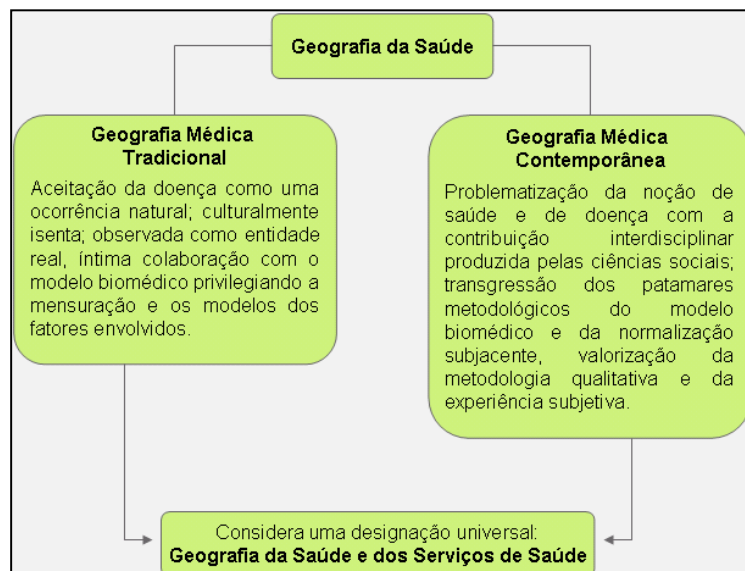 Geografia da Saúde
Geografia Médica
Tradicional
Aceitação da doença como uma
ocorrência natural; culturalmente
isenta; observada como entidade
real, íntima colaboração com o
modelo biomédico privilegiando a
mensuração e os modelos dos
fatores envolvidos.
Geografia Médica
Contemporânea
Problematização da noção de
saúde e de doença com a
contribuição interdisciplinar
produzida pelas ciências sociais;
transgressão dos patamares
metodológicos do modelo
biomédico e da normalização
subjacente, valorização da
metodologia qualitativa e da
experiência subjetiva.
Considera uma designação universal:
Geografia da Saúde e dos Serviços de Saúde